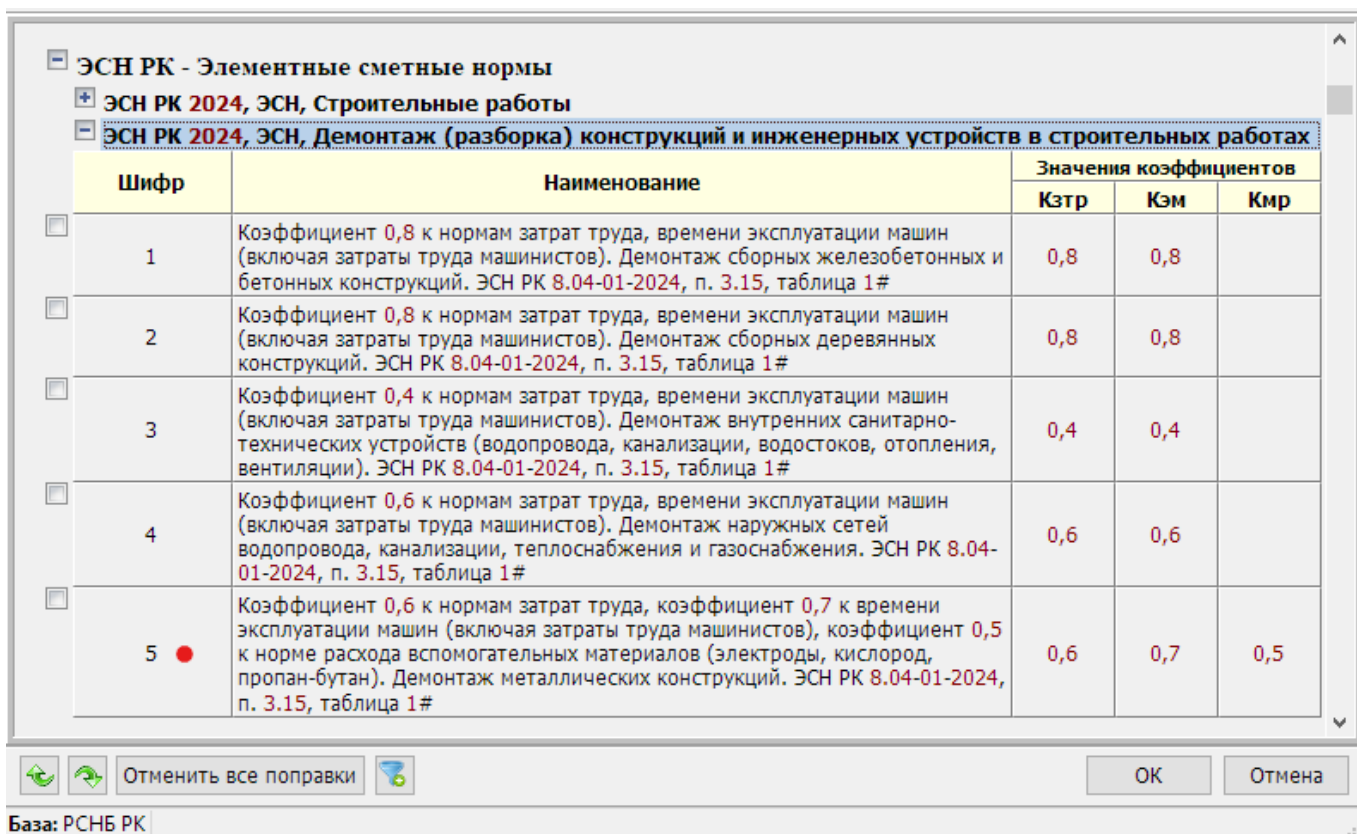 ЭСН РК - Элементные сметные нормы
ЭСН РК 2024, ЭСН, Строительные работы
ЭСН РК 2024, ЭСН, Демонтаж (разборка) конструкций и инженерных устройств в строительных работах
Шифр
Наименование
Значения коэффициентов
Кзтр
Кэм
Кмр
1
Коэффициент 0,8 к нормам затрат труда, времени эксплуатации машин
(включая затраты труда машинистов). Демонтаж сборных железобетонных и
бетонных конструкций. ЭСН РК 8.04-01-2024, п. 3.15, таблица 1#
0,8
0,8
2
Коэффициент 0,8 к нормам затрат труда, времени эксплуатации машин
(включая затраты труда машинистов). Демонтаж сборных деревянных
конструкций. ЭСН РК 8.04-01-2024, п. 3.15, таблица 1#
0,8
0,8
3
Коэффициент 0,4 к нормам затрат труда, времени эксплуатации машин
(включая затраты труда машинистов). Демонтаж внутренних санитарно-
технических устройств (водопровода, канализации, водостоков, отопления,
вентиляции). ЭСН РК 8.04-01-2024, п. 3.15, таблица 1#
0,4
0,4
4
Коэффициент 0,6 к нормам затрат труда, времени эксплуатации машин
(включая затраты труда машинистов). Демонтаж наружных сетей
водопровода, канализации, теплоснабжения и газоснабжения. ЭСН РК 8.04-
01-2024, п. 3.15, таблица 1#
0,6
0,6
5
Коэффициент 0,6 к нормам затрат труда, коэффициент 0,7 к времени
эксплуатации машин (включая затраты труда машинистов), коэффициент 0,5
к норме расхода вспомогательных материалов (электроды, кислород,
пропан-бутан). Демонтаж металлических конструкций. ЭСН РК 8.04-01-2024,
п. 3.15, таблица 1#
0,6
0,7
0,5
Отменить все поправки
ОК
Отмена
База: РСНБ РК